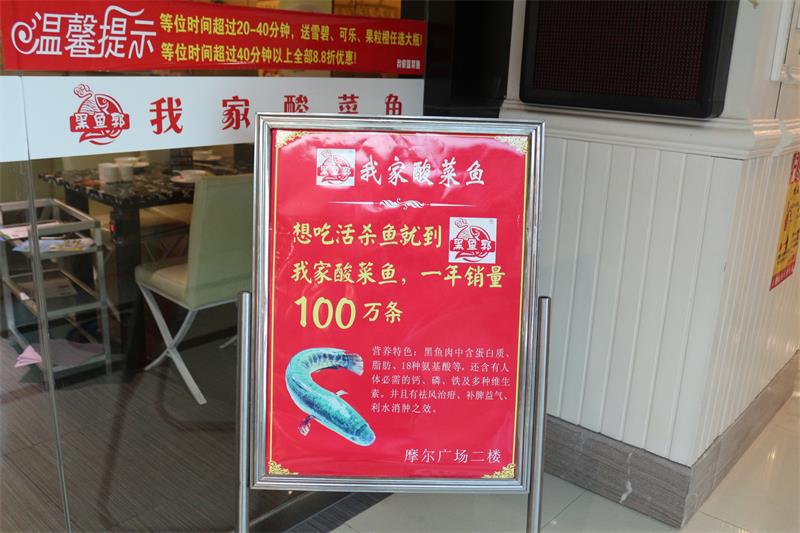 温馨提示
等位时间超过20-40分钟，送雪碧、可乐、果粒橙任选大瓶!
等位时间超过40分钟以上全部8.8折优惠!
我家酸菜鱼
黑鱼郭
我家酸菜鱼
黑鱼郭
我家酸菜鱼
想吃活杀鱼就到
黑鱼郭
我家酸菜鱼，一年销量
100万条
营养特色：黑鱼肉中含蛋白质、
脂肪、18种氨基酸等，还含有人
体必需的钙、磷、铁及多种维生
素。并且有祛风治疳、补脾益气、
利水消肿之效。
摩尔广场二楼